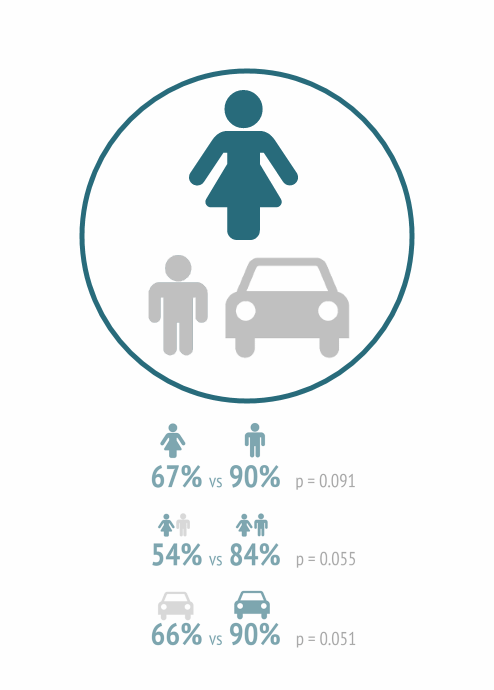 67% vs 90% p = 0.091
54% vs 84% p = 0.055
66% vs 90% p = 0.051